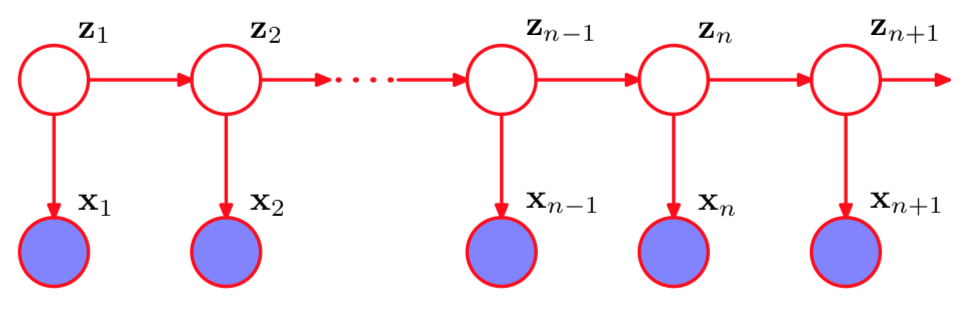 z₁ z₂ zₙ₋₁ zₙ zₙ₊₁
x₁ x₂ xₙ₋₁ xₙ xₙ₊₁